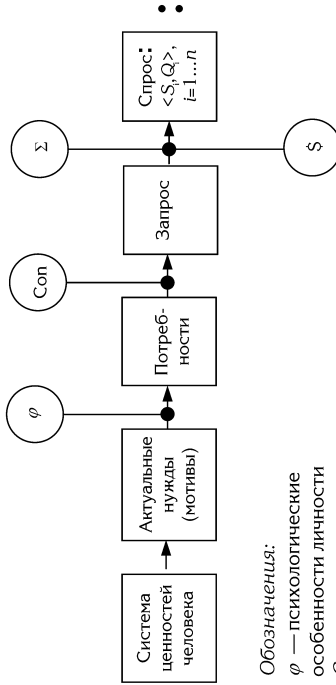 Система
ценностей
человека
Актуальные
нужды
(мотивы)
φ
Потреб-
ности
Con
Запрос
Σ
$
Спрос:
<Si,Qi>,
i=1...n
Обозначения:
φ — психологические
особенности личности